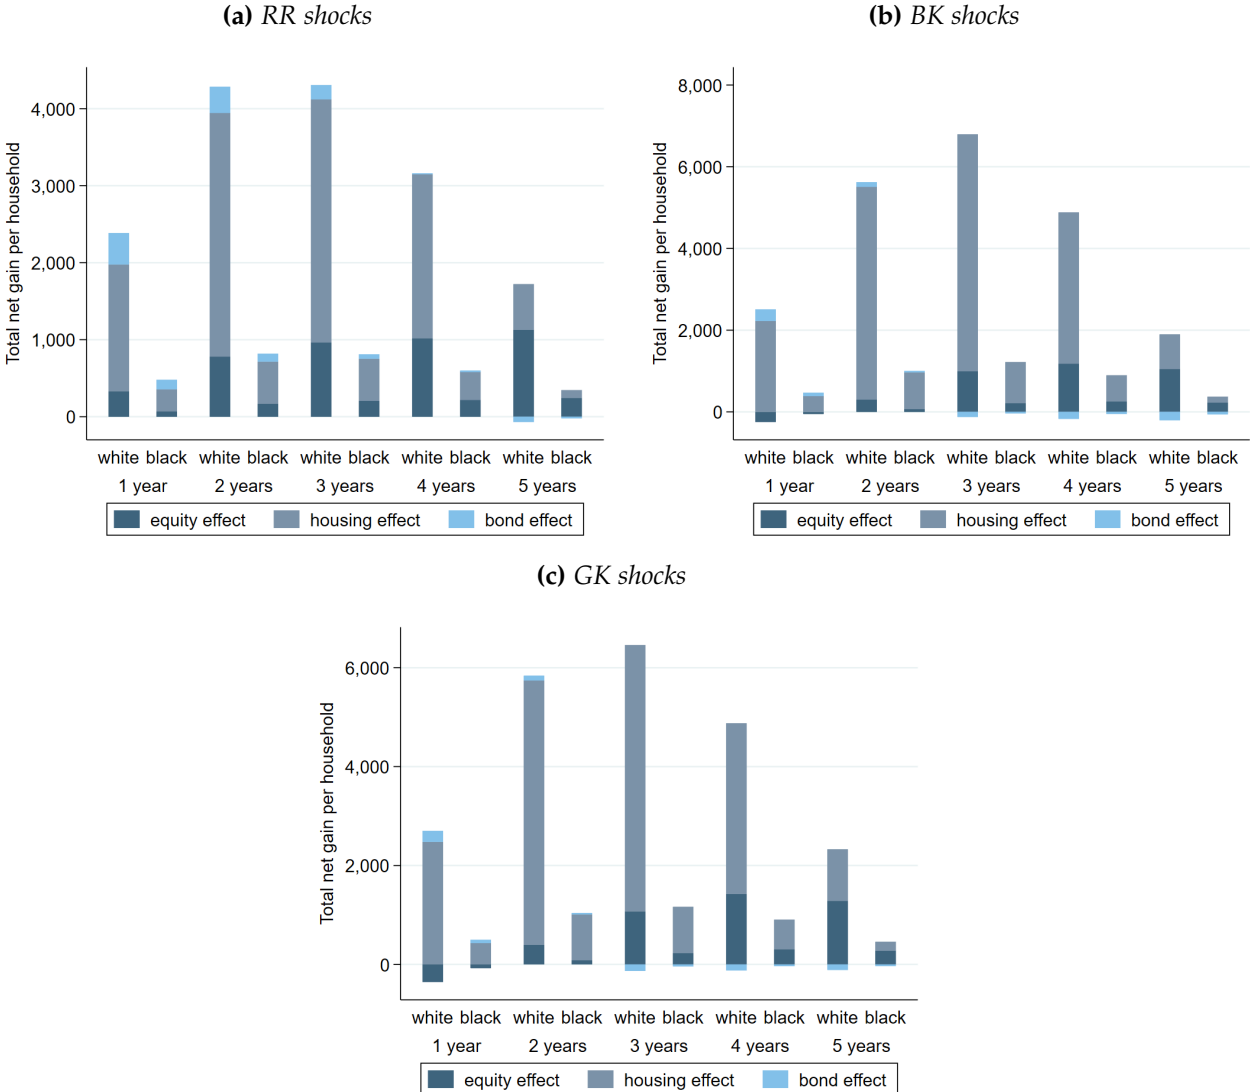 (a) RR shocks
Total net gain per household
4,000
3,000
2,000
1,000
0
white black white black white black white black white black
1 year 2 years 3 years 4 years 5 years
equity effect housing effect bond effect
(b) BK shocks
Total net gain per household
8,000
6,000
4,000
2,000
0
white black white black white black white black white black
1 year 2 years 3 years 4 years 5 years
equity effect housing effect bond effect
(c) GK shocks
Total net gain per household
6,000
4,000
2,000
0
white black white black white black white black white black
1 year 2 years 3 years 4 years 5 years
equity effect housing effect bond effect